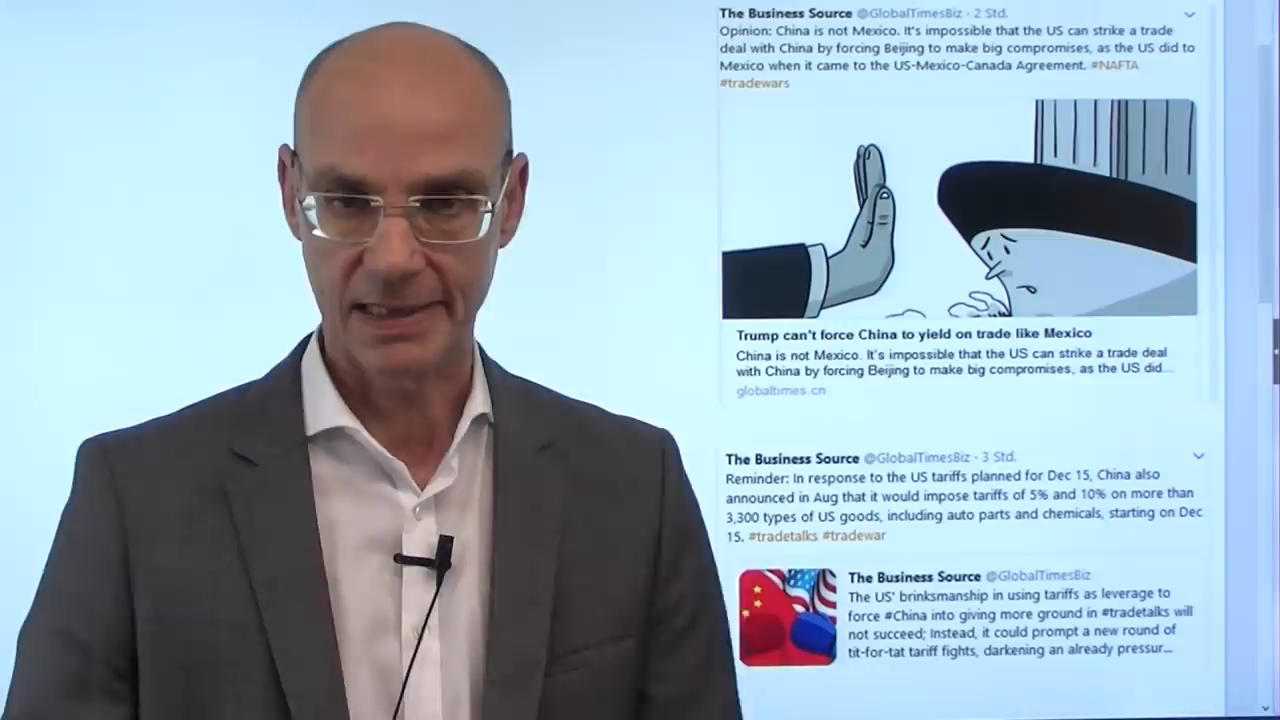 The Business Source @GlobalTimesBiz · 2 Std.
Opinion: China is not Mexico. It's impossible that the US can strike a trade
deal with China by forcing Beijing to make big compromises, as the US did to
Mexico when it came to the US-Mexico-Canada Agreement. #NAFTA
#tradewars
Trump can't force China to yield on trade like Mexico
China is not Mexico. It's impossible that the US can strike a trade deal
with China by forcing Beijing to make big compromises, as the US did...
globaltimes.cn
The Business Source @GlobalTimesBiz · 3 Std.
Reminder: In response to the US tariffs planned for Dec 15, China also
announced in Aug that it would impose tariffs of 5% and 10% on more than
3,300 types of US goods, including auto parts and chemicals, starting on Dec
15. #tradetalks #tradewar
The Business Source @GlobalTimesBiz
The US' brinksmanship in using tariffs as leverage to
force #China into giving more ground in #tradetalks will
not succeed; Instead, it could prompt a new round of
tit-for-tat tariff fights, darkening an already pressur...